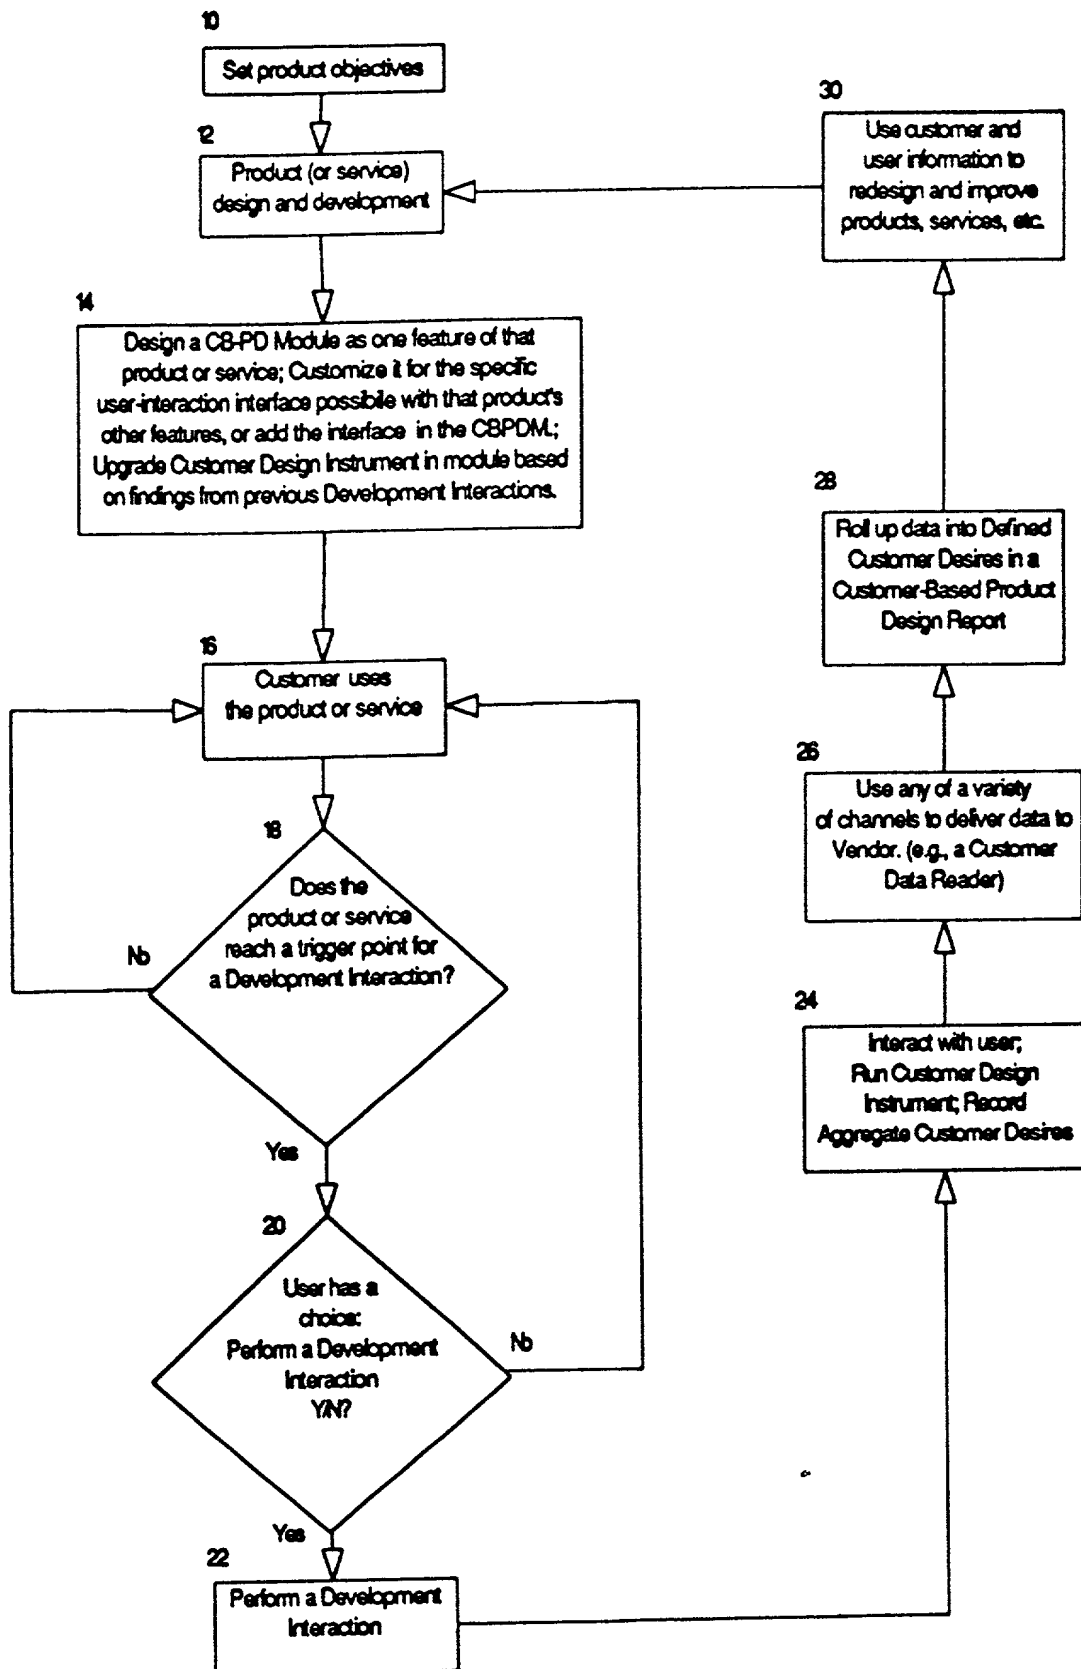 10
Set product objectives
12
Product (or service)
design and development
14
Design a CB-PD Module as one feature of that
product or service; Customize it for the specific
user-interaction interface possibile with that product's
other features, or add the interface in the CBPDM.;
Upgrade Customer Design Instrument in module based
on findings from previous Development Interactions.
16
Customer uses
the product or service
18
Does the
product or service
reach a trigger point for
a Development Interaction?
No
Yes
20
User has a
choice:
Perform a Development
Interaction
Y/N?
No
Yes
22
Perform a Development
Interaction
24
Interact with user;
Run Customer Design
Instrument; Record
Aggregate Customer Desires
26
Use any of a variety
of channels to deliver data to
Vendor. (e.g., a Customer
Data Reader)
28
Roll up data into Defined
Customer Desires in a
Customer-Based Product
Design Report
30
Use customer and
user information to
redesign and improve
products, services, etc.